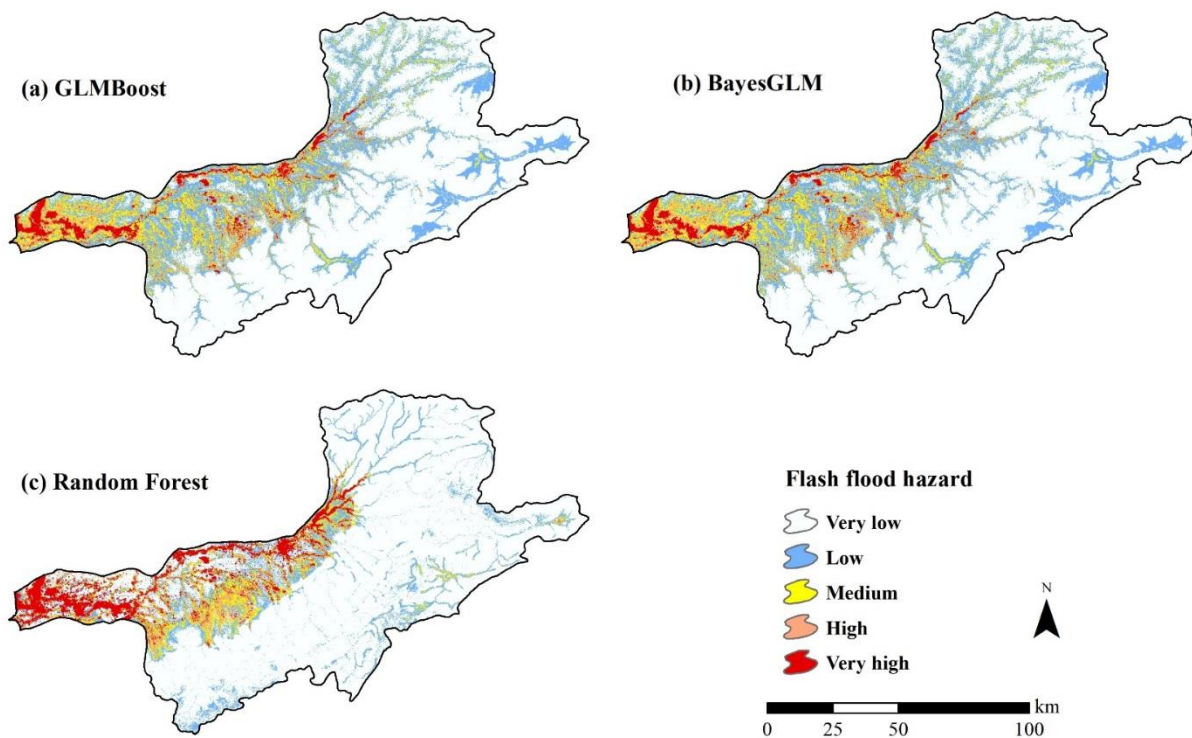 (a) GLMBoost
(b) BayesGLM
(c) Random Forest
Flash flood hazard
Very low
Low
Medium
High
Very high
N
km
0 25 50 100